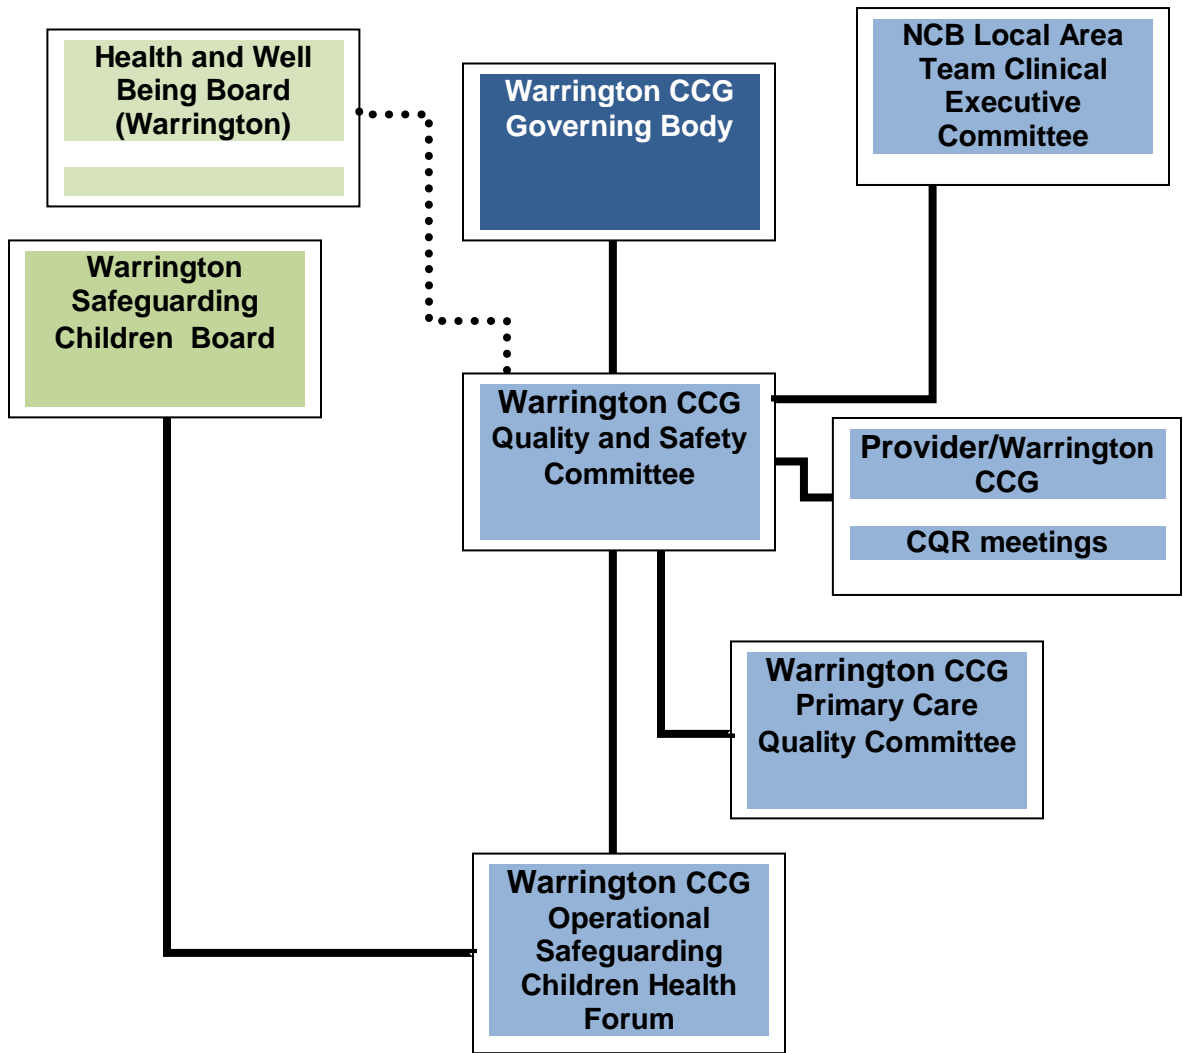 Health and Well
Being Board
(Warrington)
Warrington CCG
Governing Body
NCB Local Area
Team Clinical
Executive
Committee
Warrington
Safeguarding
Children Board
Warrington CCG
Quality and Safety
Committee
Provider/Warrington
CCG
CQR meetings
Warrington CCG
Primary Care
Quality Committee
Warrington CCG
Operational
Safeguarding
Children Health
Forum